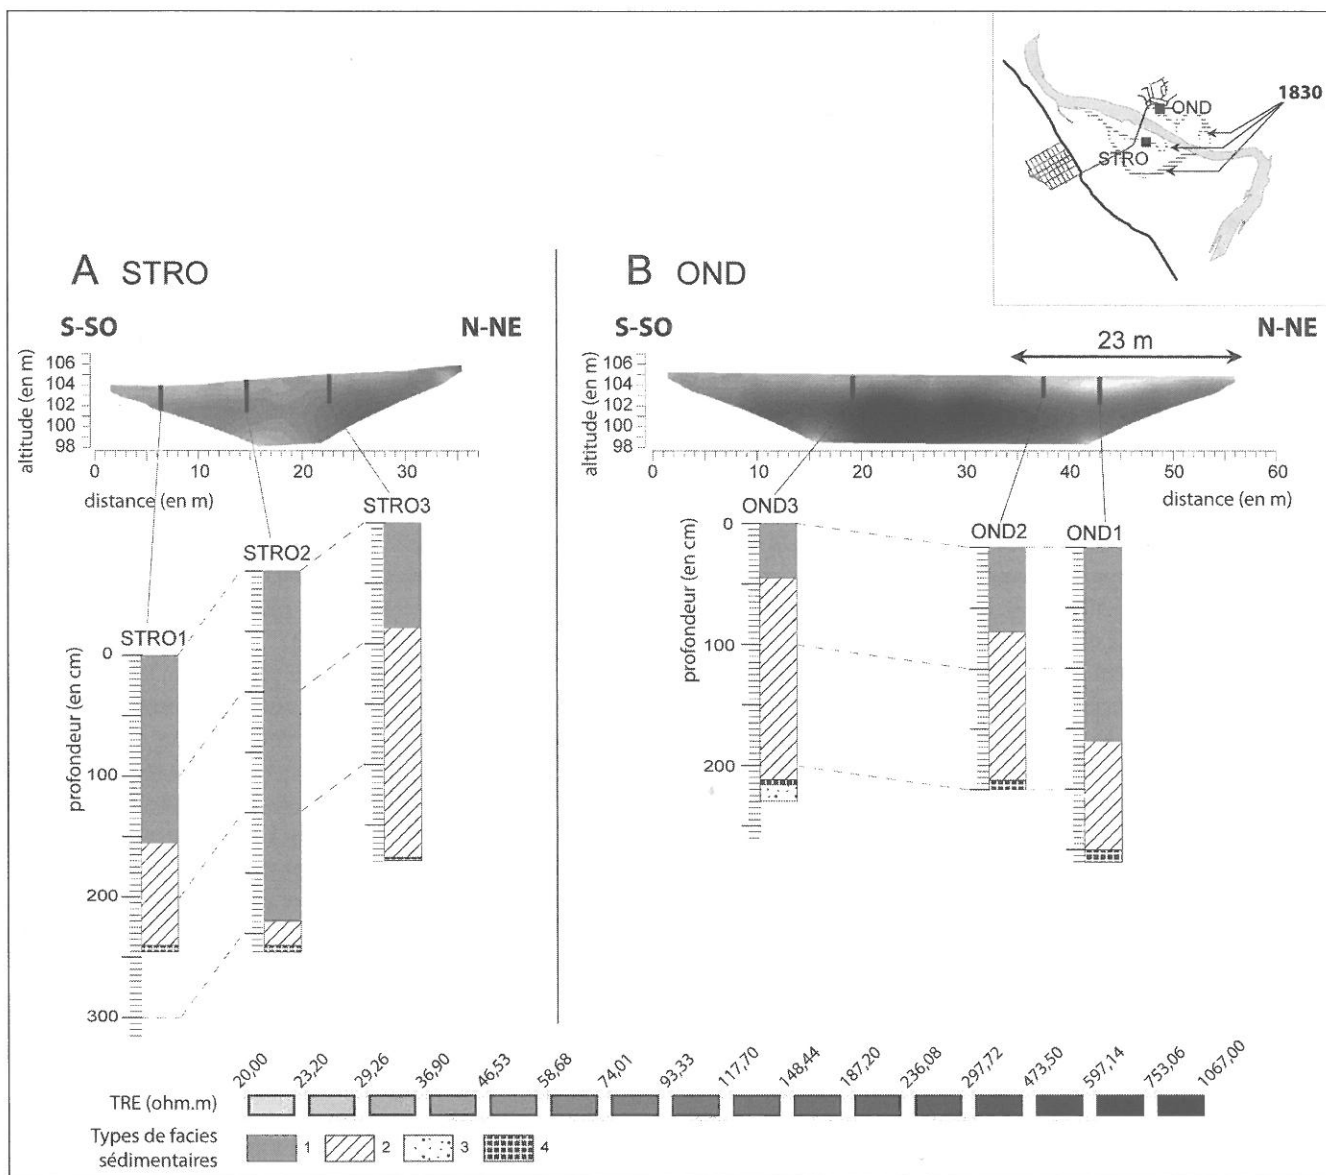 1830
OND
STRO
A STRO
B OND
S-SO
N-NE
S-SO
23 m
N-NE
altitude (en m)
106
104
102
100
98
0 10 20 30
distance (en m)
altitude (en m)
106
104
102
100
98
0 10 20 30 40 50 60
distance (en m)
STRO1
STRO2
STRO3
profondeur (en cm)
0
100
200
300
OND3
OND2
OND1
profondeur (en cm)
0
100
200
20,00 23,20 29,26 36,90 46,53 58,68 74,01 93,33 117,70 148,44 187,20 236,08 297,72 473,50 597,14 753,06 1067,00
TRE (ohm.m)
Types de facies
sédimentaires
1 2 3 4